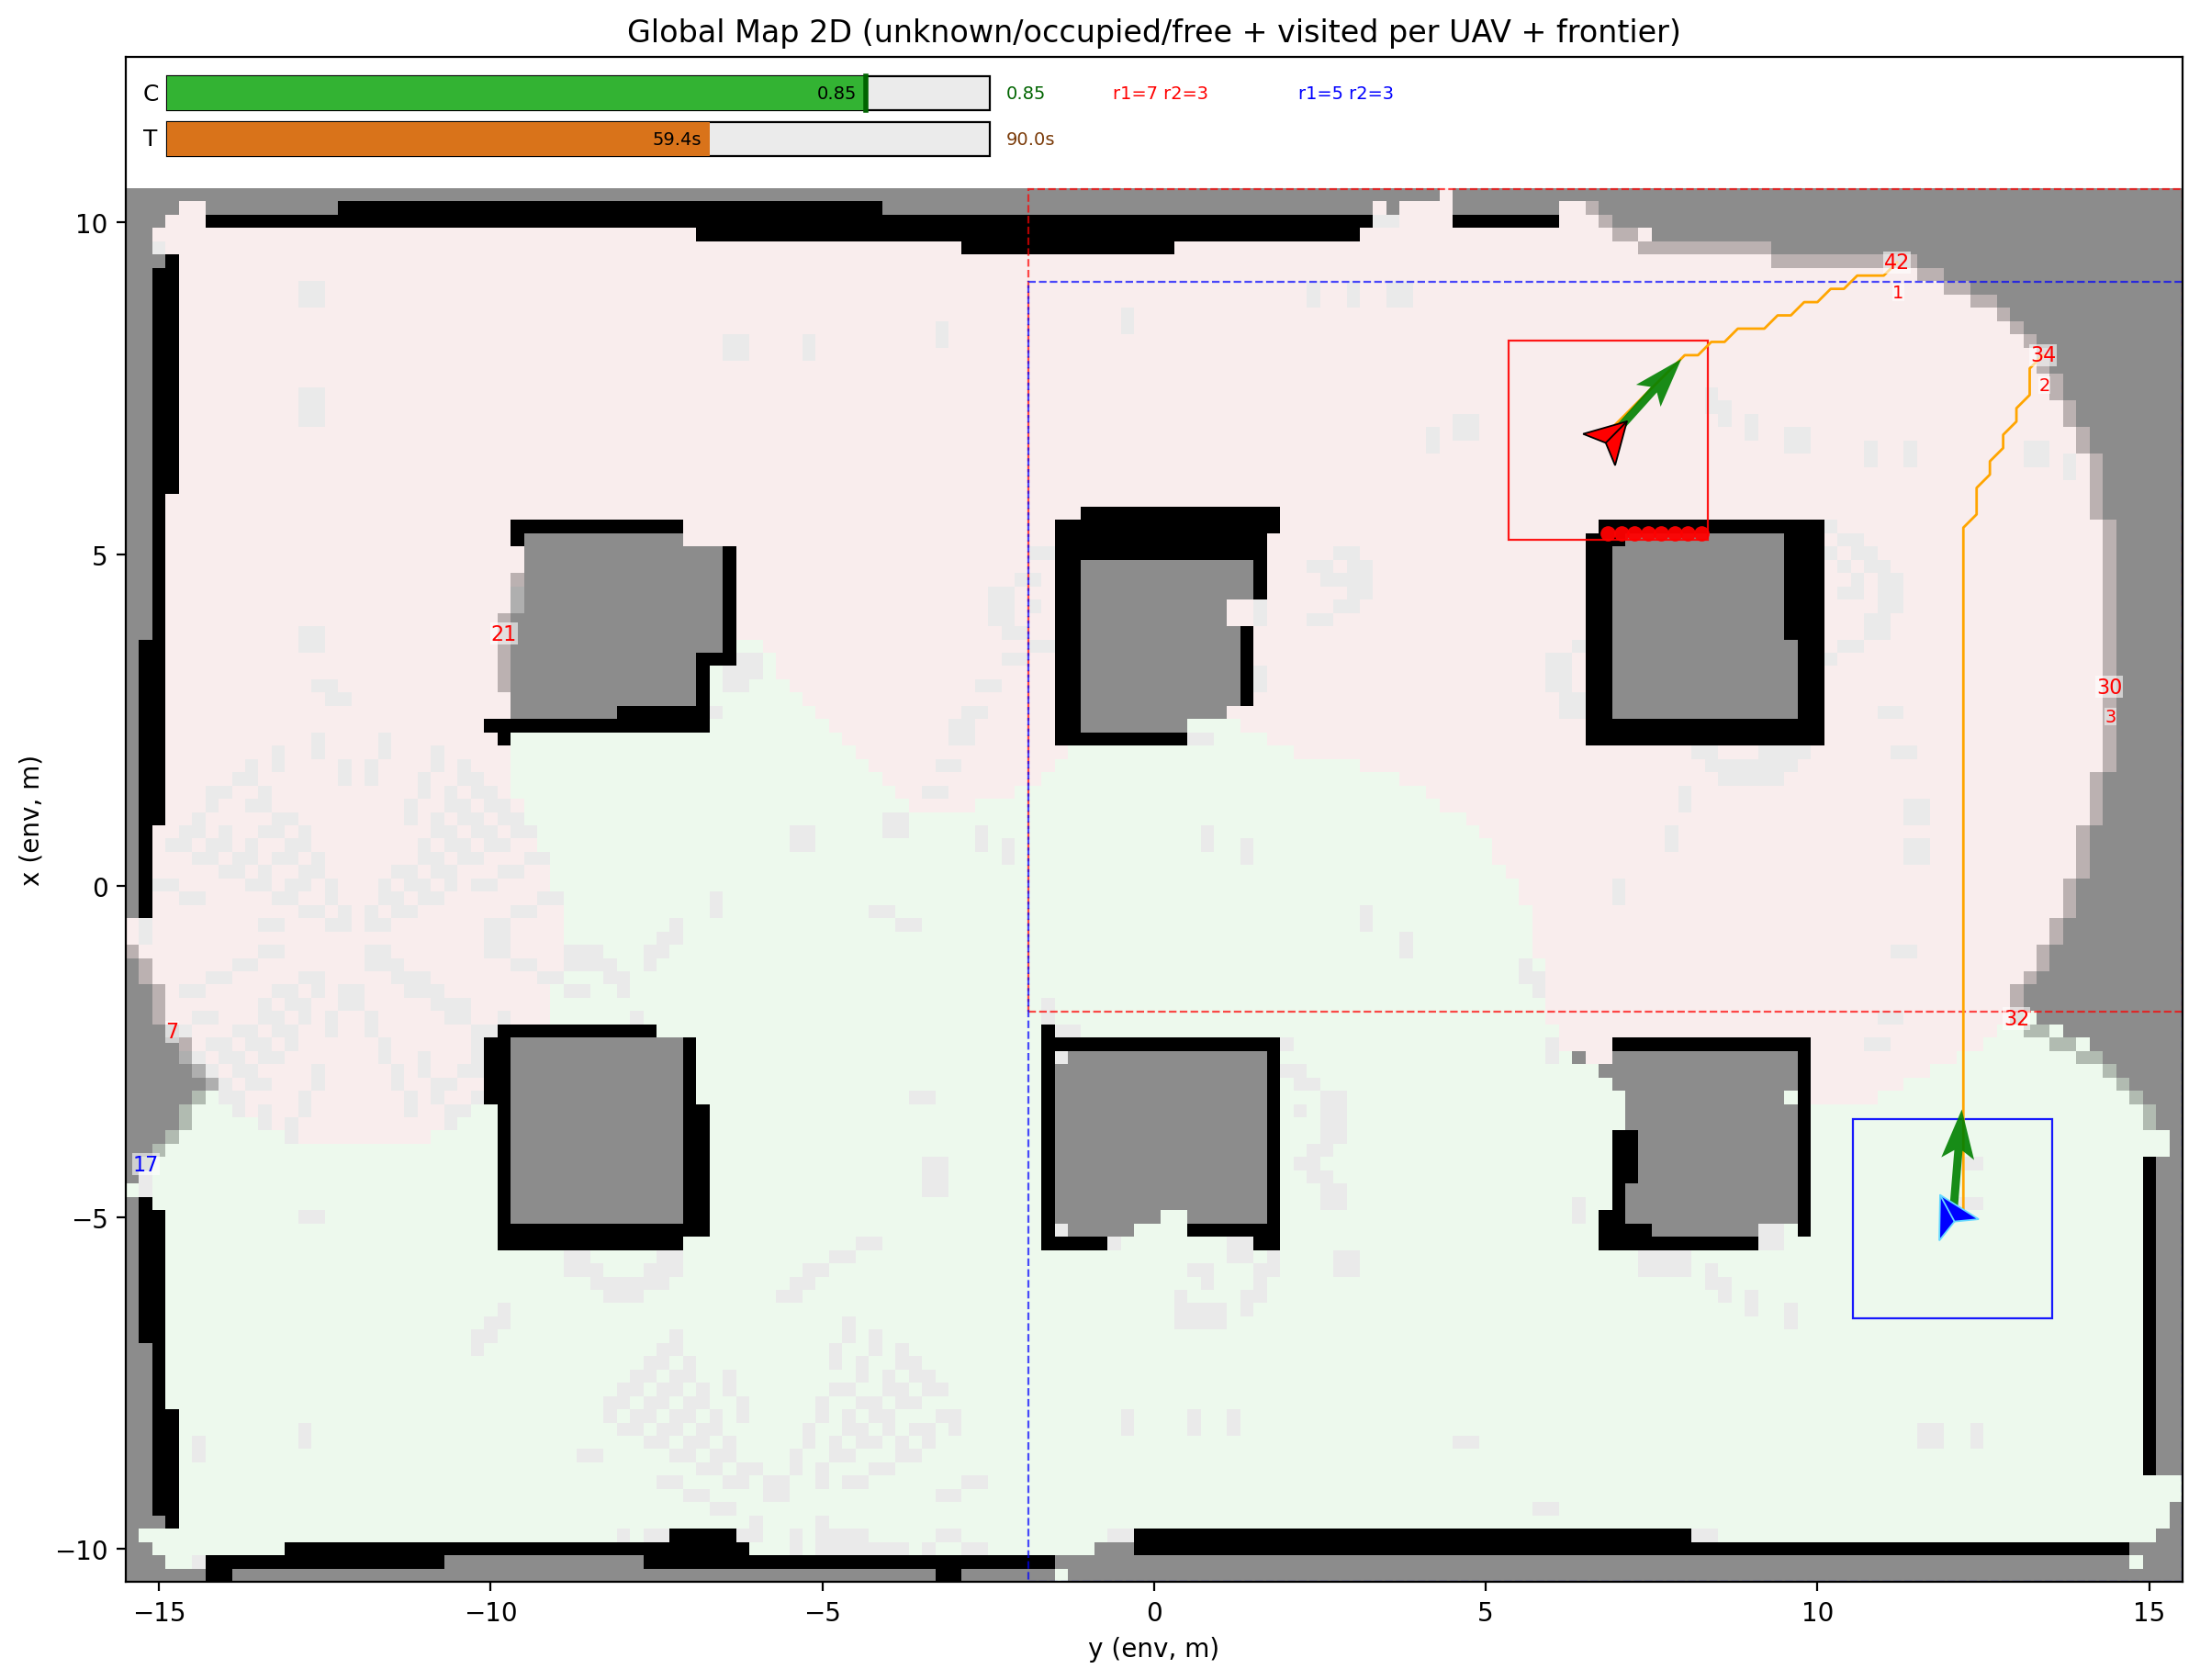 Global Map 2D (unknown/occupied/free + visited per UAV + frontier)
C 0.85 0.85 r1=7 r2=3 r1=5 r2=3
T 59.4s 90.0s
10
42
1
34
2
5
21
30
3
x (env, m)
0
7
32
17
−5
−10
−15 −10 −5 0 5 10 15
y (env, m)